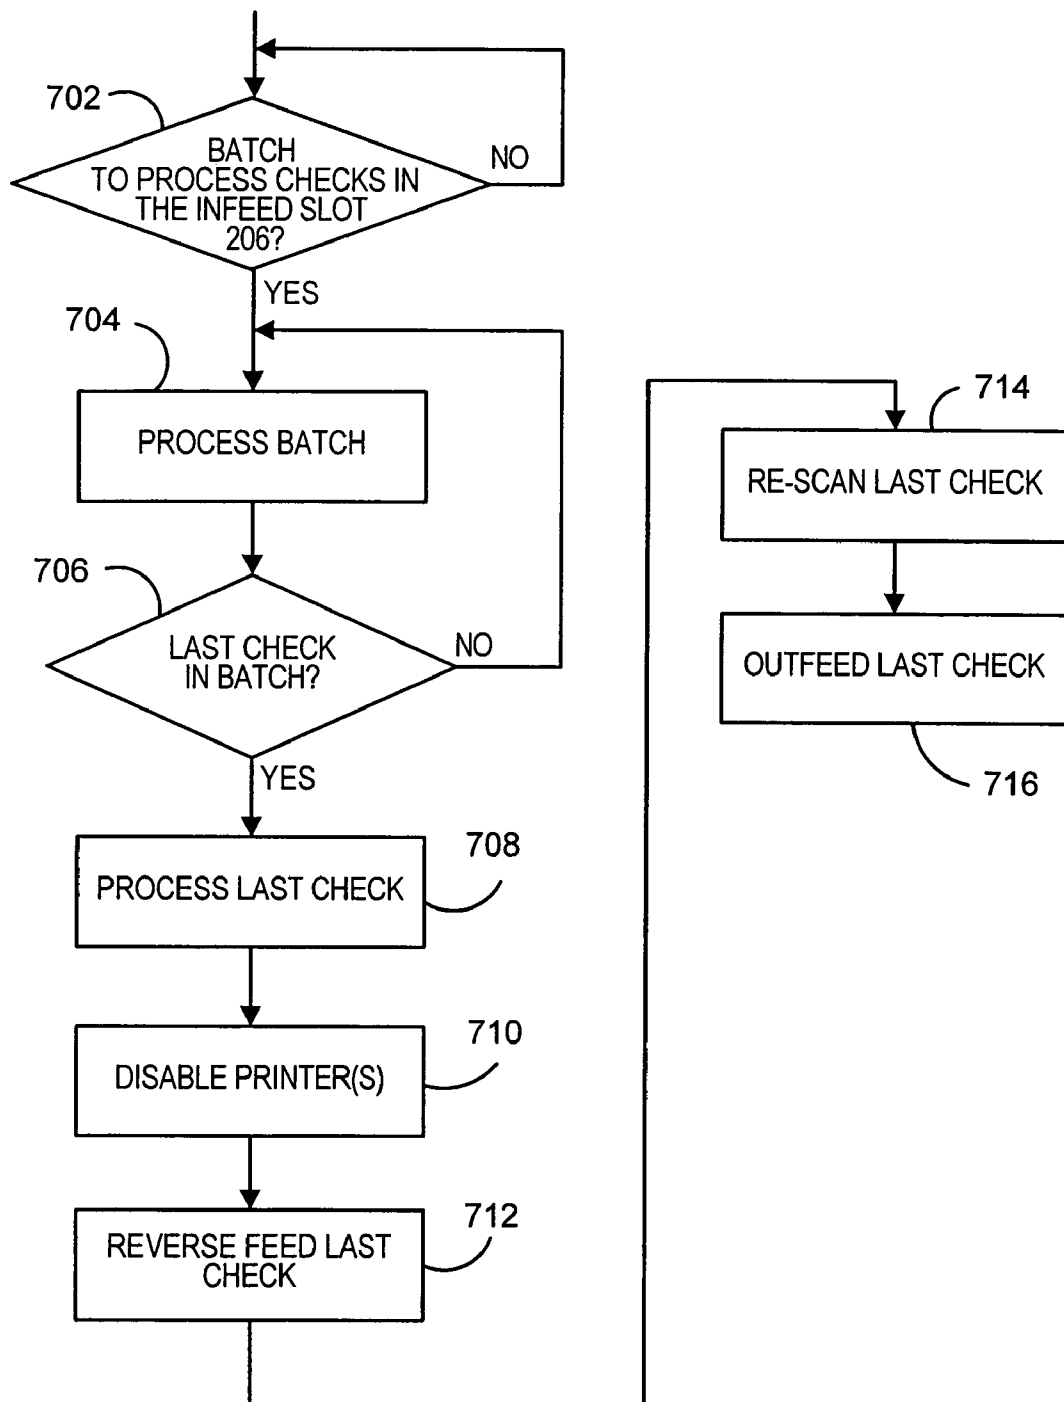 702
BATCH
TO PROCESS CHECKS IN
THE INFEED SLOT
206?
NO
YES
704
PROCESS BATCH
706
LAST CHECK
IN BATCH?
NO
YES
708
PROCESS LAST CHECK
710
DISABLE PRINTER(S)
712
REVERSE FEED LAST
CHECK
714
RE-SCAN LAST CHECK
OUTFEED LAST CHECK
716